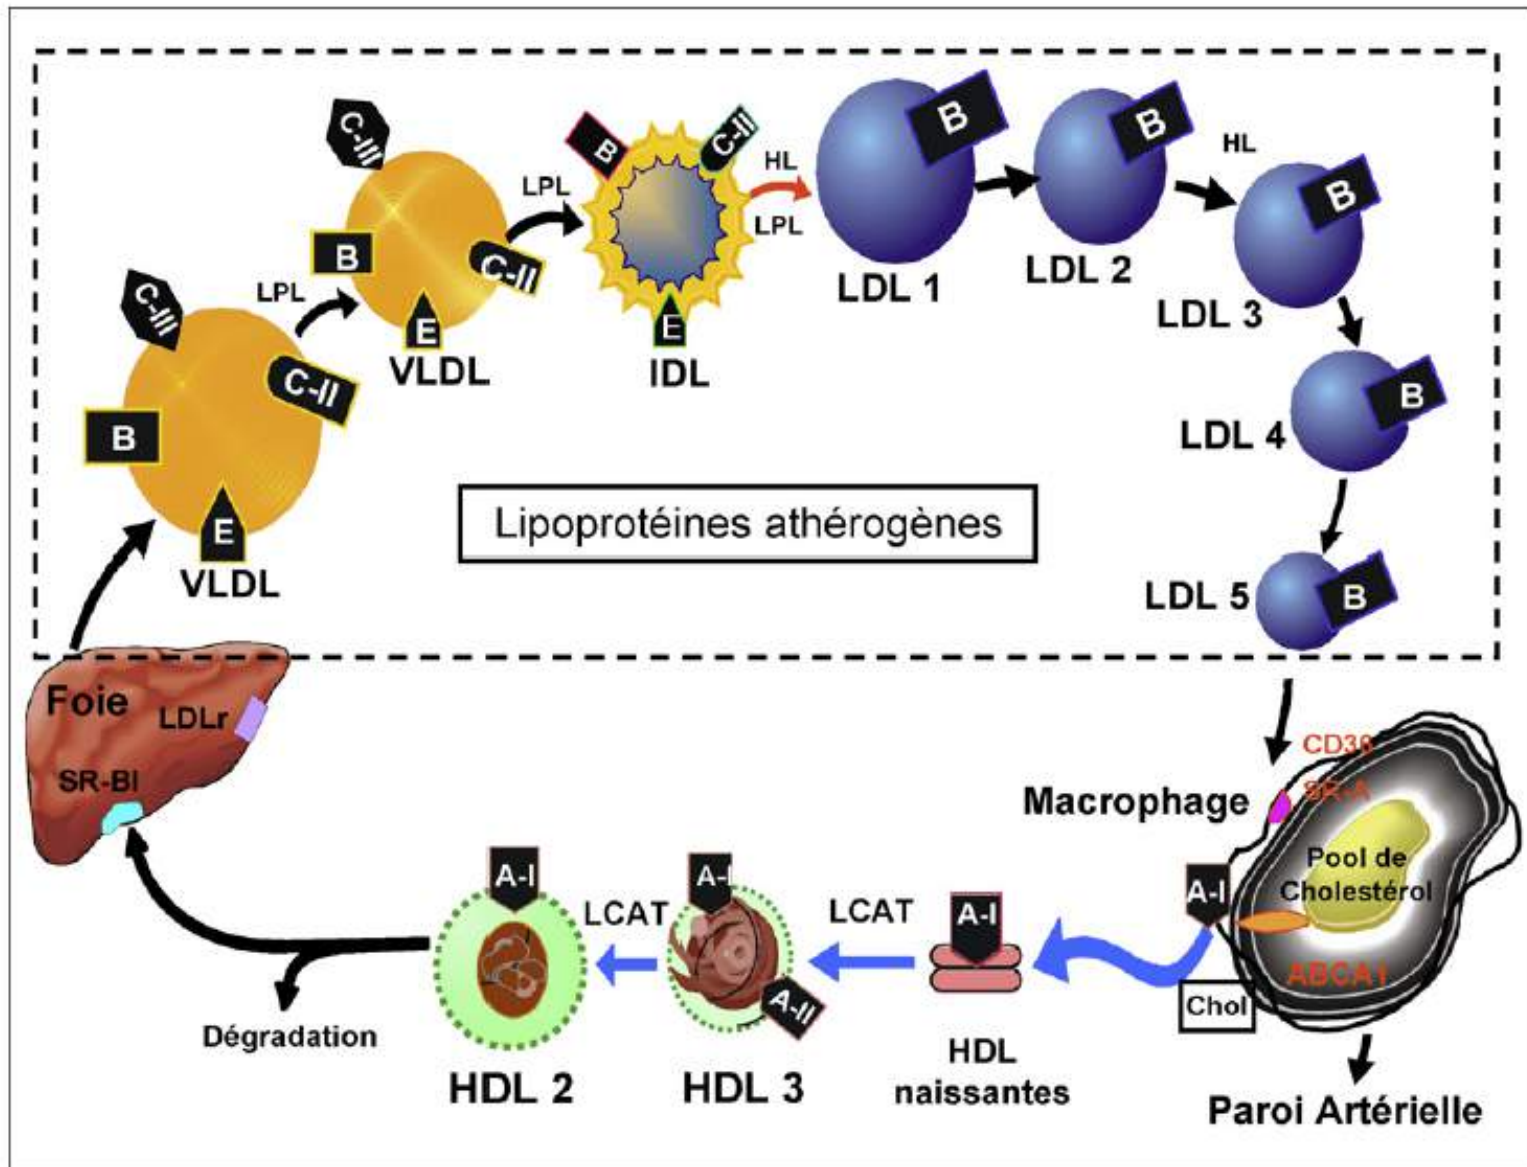 C-III
B
C-II
E
VLDL
LPL
C-III
B
C-II
E
VLDL
LPL
B
C-II
E
IDL
HL
LPL
B
LDL 1
B
LDL 2
HL
B
LDL 3
B
LDL 4
B
LDL 5
Lipoprotéines athérogènes
Foie
LDLr
SR-BI
CD36
SR-A
Macrophage
Pool de
Cholestérol
A-I
ABCA1
Chol
Paroi Artérielle
A-I
HDL
naissantes
LCAT
A-I
A-II
HDL 3
LCAT
A-I
HDL 2
Dégradation